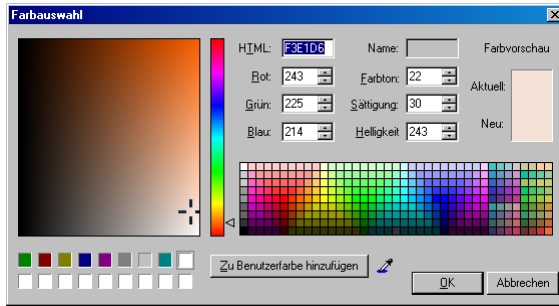 Farbauswahl
HTML: F3E1D6 Name: Farbvorschau
Rot: 243 Farbton: 22 Aktuell:
Grün: 225 Sättigung: 30 Neu:
Blau: 214 Helligkeit 243
Zu Benutzerfarbe hinzufügen
OK Abbrechen